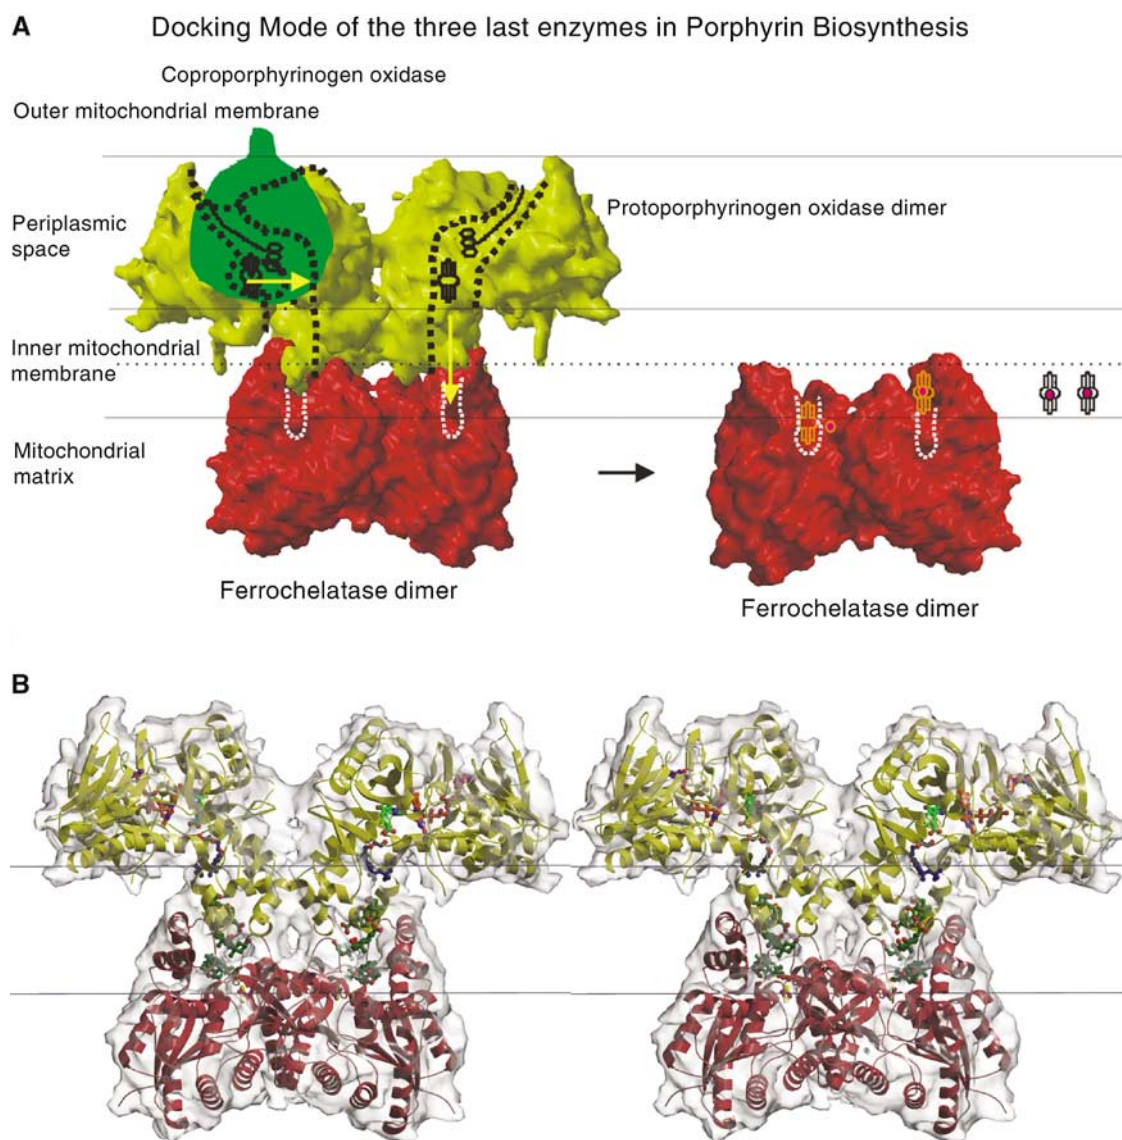 A
Docking Mode of the three last enzymes in Porphyrin Biosynthesis
Coproporphyrinogen oxidase
Outer mitochondrial membrane
Periplasmic
space
Protoporphyrinogen oxidase dimer
Inner mitochondrial
membrane
Mitochondrial
matrix
Ferrochelatase dimer
Ferrochelatase dimer
B